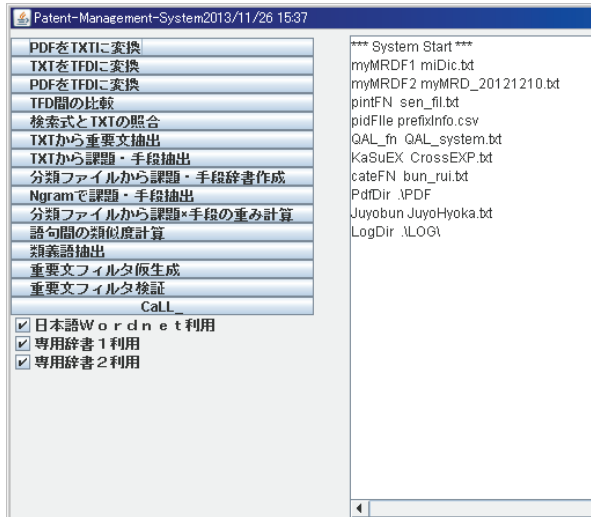 Patent-Management-System2013/11/26 15:37
PDFをTXTに変換
TXTをTFDに変換
PDFをTFDに変換
TFD間の比較
検索式とTXTの照合
TXTから重要文抽出
TXTから課題・手段抽出
分類ファイルから課題・手段辞書作成
Ngramで課題・手段抽出
分類ファイルから課題*手段の重み計算
語句間の類似度計算
類義語抽出
重要文フィルタ仮生成
重要文フィルタ検証
CaLL_
日本語Ｗｏｒｄｎｅｔ利用
専用辞書１利用
専用辞書２利用
*** System Start ***
myMRDF1 miDic.txt
myMRDF2 myMRD_20121210.txt
pintFN sen_fil.txt
pidFIle prefixInfo.csv
QAL_fn QAL_system.txt
KaSuEX CrossEXP.txt
cateFN bun_rui.txt
PdfDir .\PDF
Juyobun JuyoHyoka.txt
LogDir .\LOG\